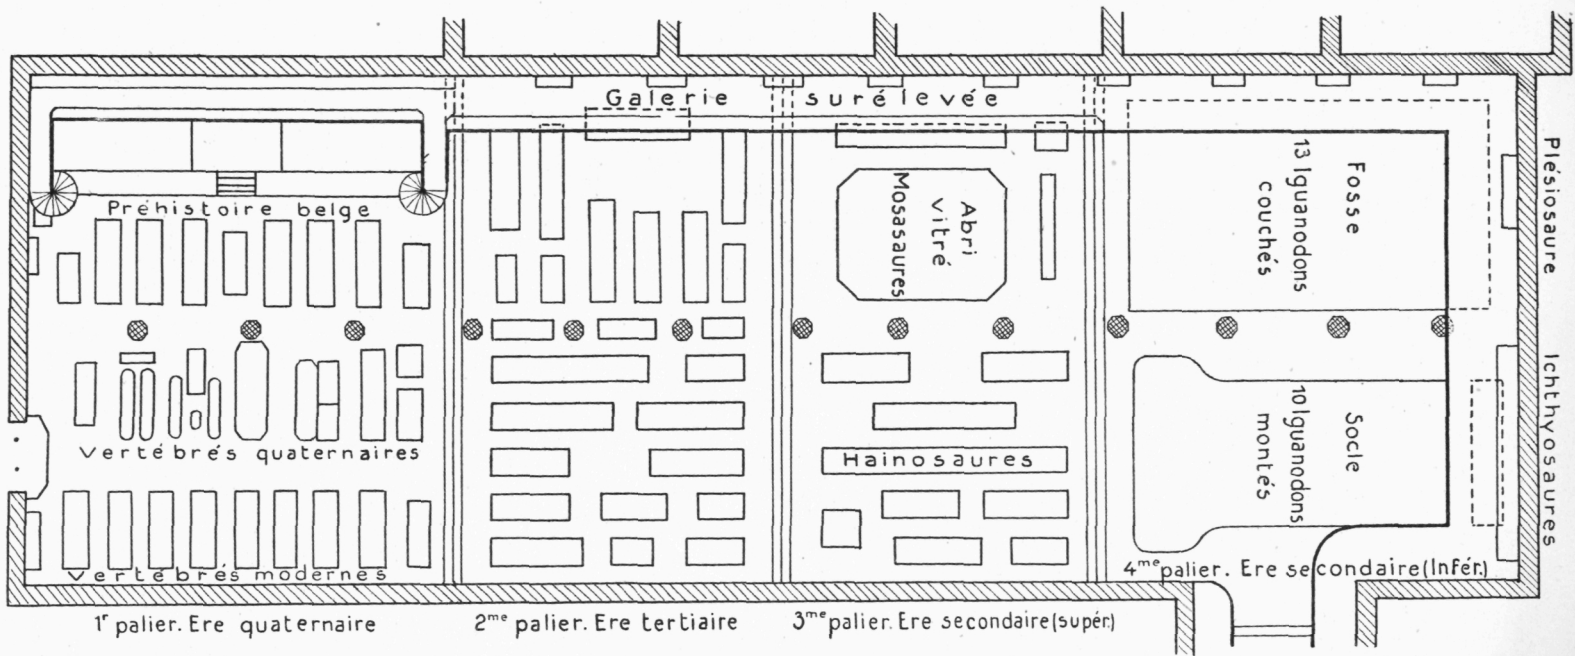 Galerie surélevée
Préhistoire belge
Vertébrés quaternaires
Vertébrés modernes
Abri
vitré
Mosasaures
Hainosaures
Fosse
13 Iguanodons
couchés
Socle
10 Iguanodons
montés
Plésiosaure
Ichthyosaures
4me palier. Ere secondaire (Infér.)
1r palier. Ere quaternaire
2me palier. Ere tertiaire
3me palier. Ere secondaire (supér.)